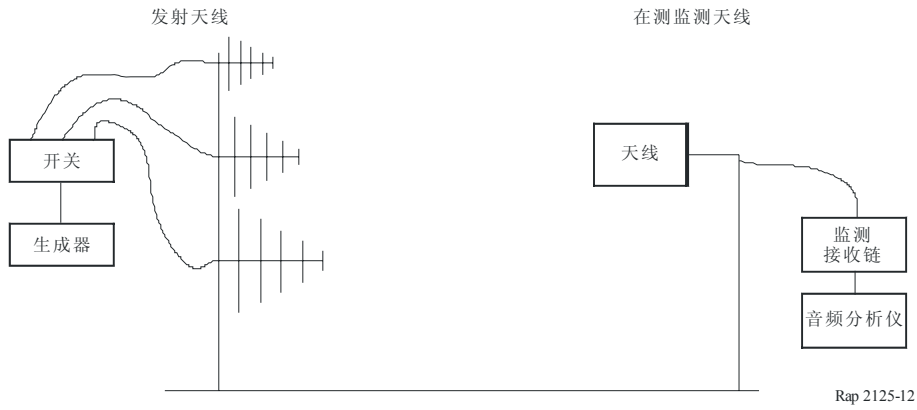 发射天线
在测监测天线
开关
天线
生成器
监测
接收链
音频分析仪
Rap 2125-12